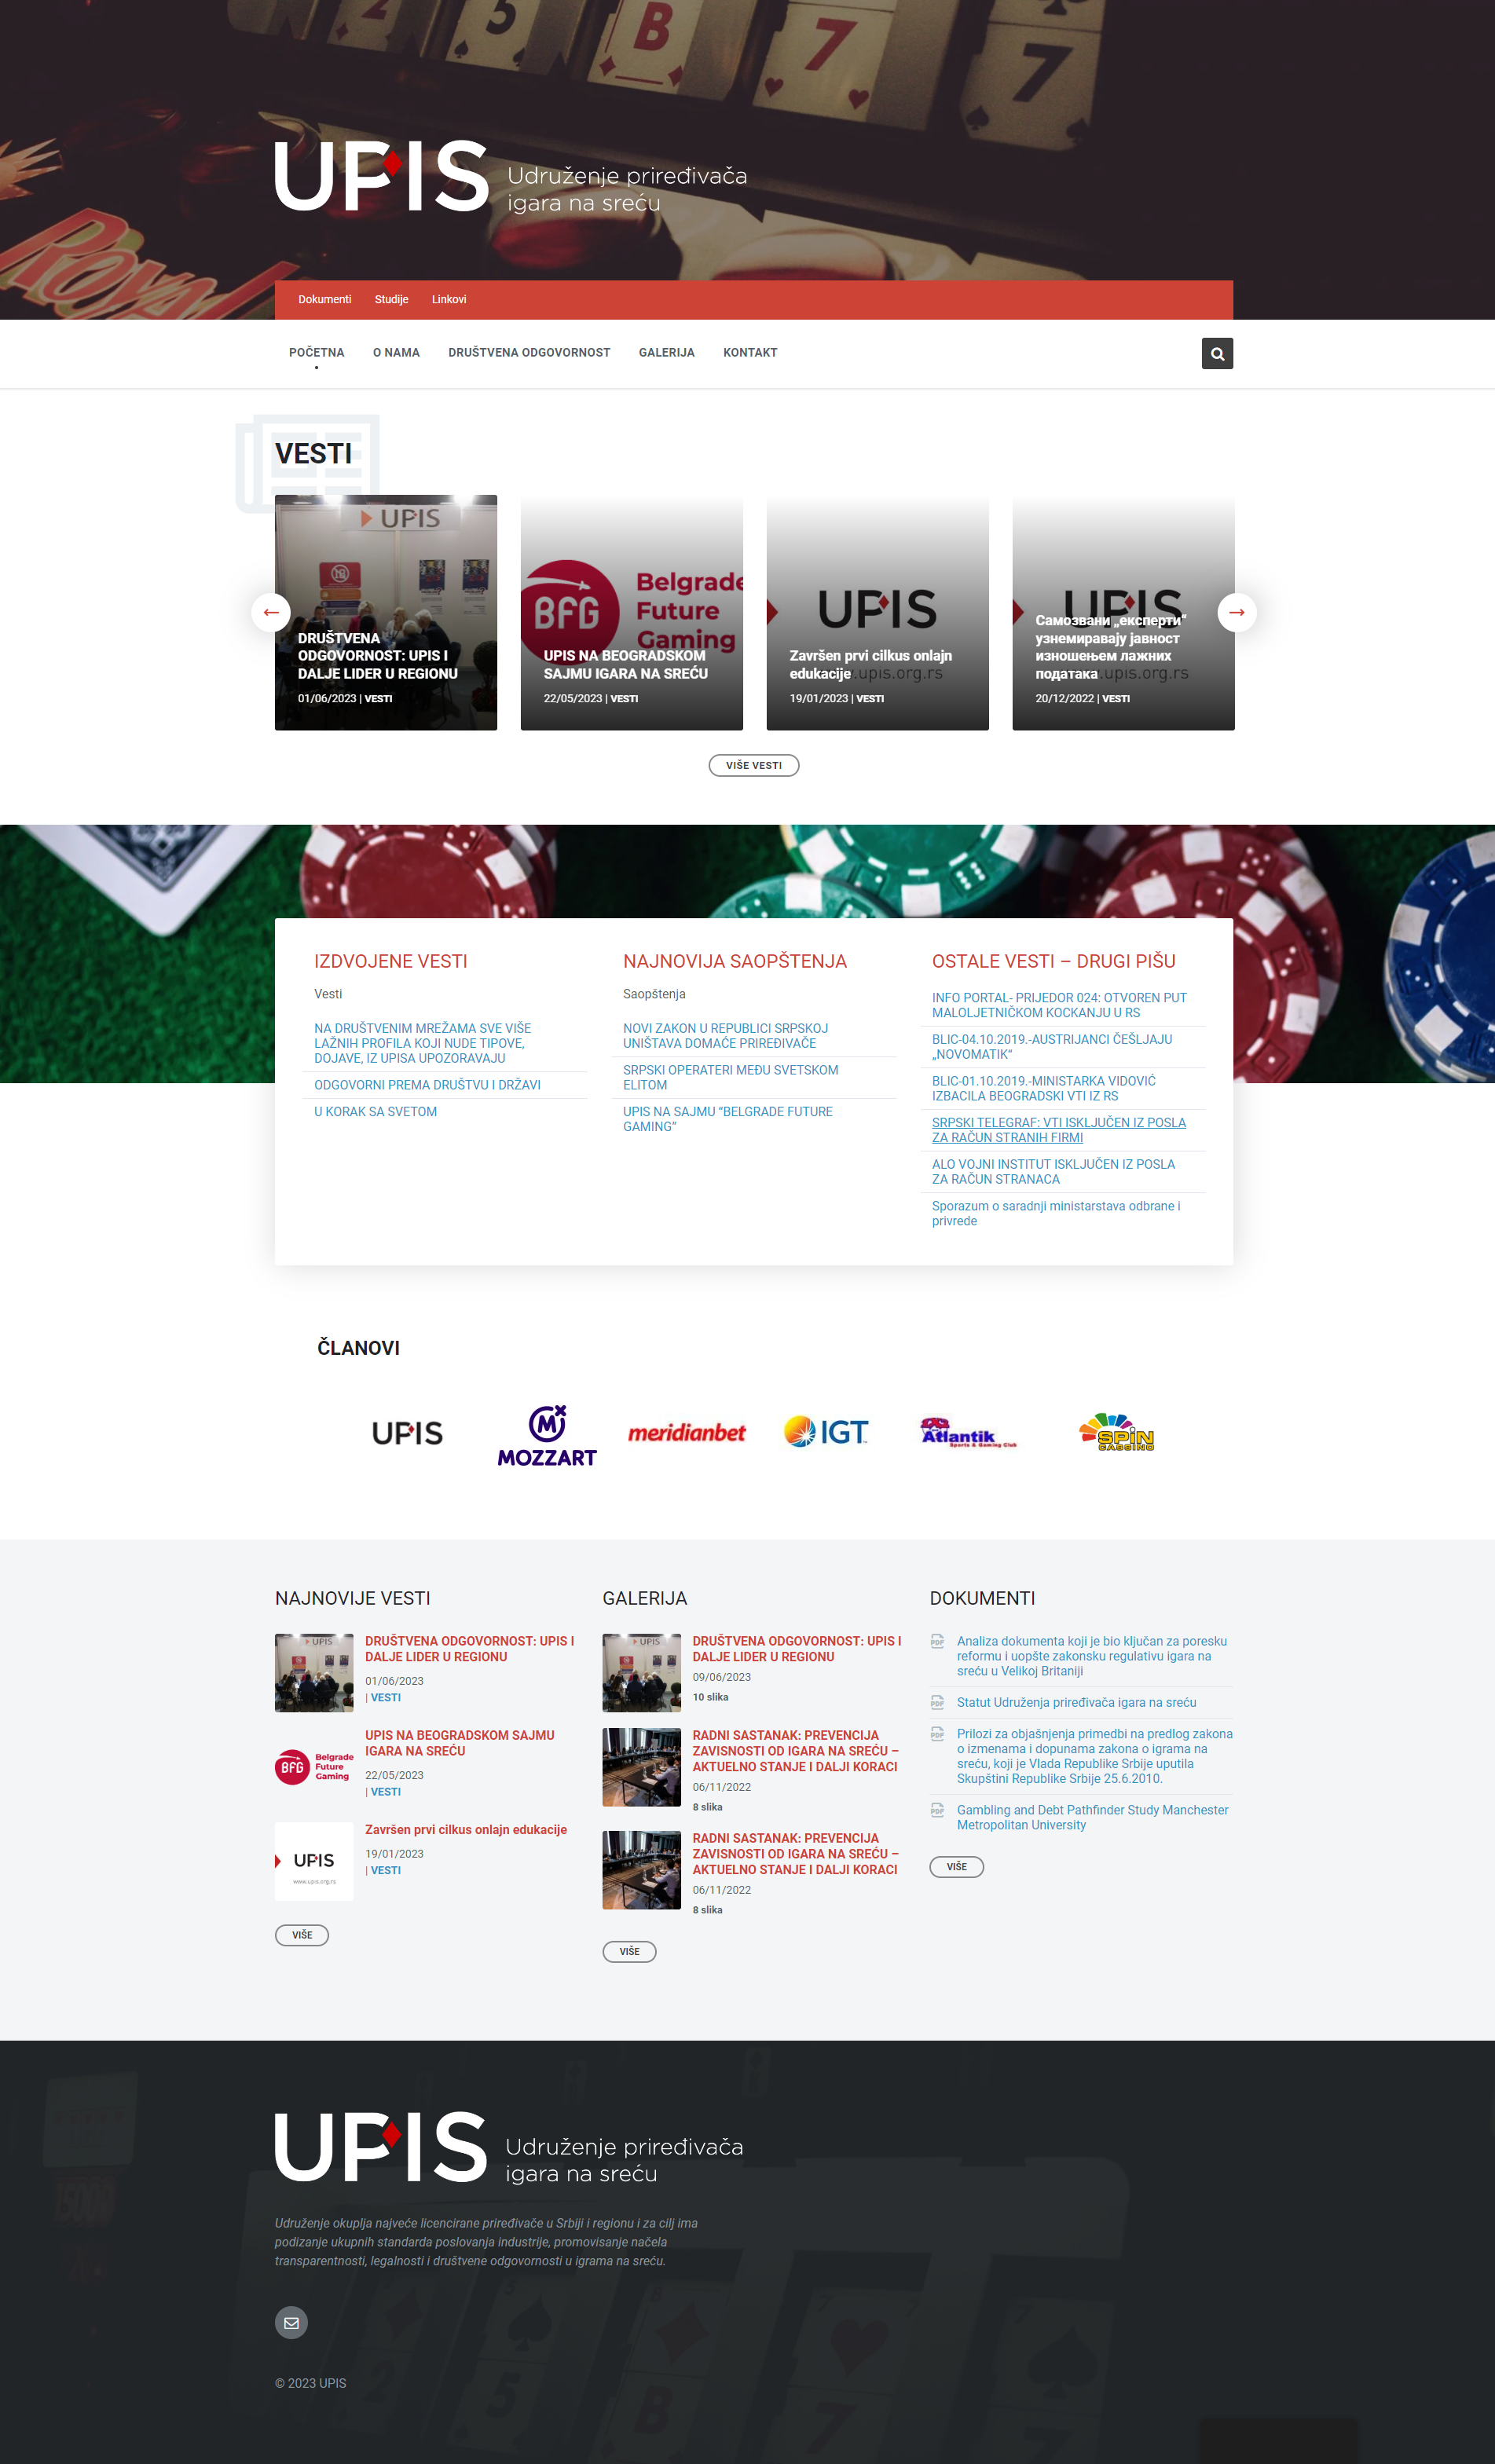 UPIS
Udruženje priređivača
igara na sreću
Dokumenti
Studije
Linkovi
POČETNA
O NAMA
DRUŠTVENA ODGOVORNOST
GALERIJA
KONTAKT
VESTI
UPIS
DRUŠTVENA
ODGOVORNOST: UPIS I
DALJE LIDER U REGIONU
01/06/2023 | VESTI
BFG
Belgrade
Future
Gaming
UPIS NA BEOGRADSKOM
SAJMU IGARA NA SREĆU
22/05/2023 | VESTI
UPIS
Završen prvi cilkus onlajn
edukacije
.upis.org.rs
19/01/2023 | VESTI
UPIS
Самозвани „експерти“
узнемиравају јавност
изношењем лажних
података
.upis.org.rs
20/12/2022 | VESTI
VIŠE VESTI
IZDVOJENE VESTI
Vesti
NA DRUŠTVENIM MREŽAMA SVE VIŠE
LAŽNIH PROFILA KOJI NUDE TIPOVE,
DOJAVE, IZ UPISA UPOZORAVAJU
ODGOVORNI PREMA DRUŠTVU I DRŽAVI
U KORAK SA SVETOM
NAJNOVIJA SAOPŠTENJA
Saopštenja
NOVI ZAKON U REPUBLICI SRPSKOJ
UNIŠTAVA DOMAĆE PRIREĐIVAČE
SRPSKI OPERATERI MEĐU SVETSKOM
ELITOM
UPIS NA SAJMU “BELGRADE FUTURE
GAMING”
OSTALE VESTI – DRUGI PIŠU
INFO PORTAL- PRIJEDOR 024: OTVOREN PUT
MALOLJETNIČKOM KOCKANJU U RS
BLIC-04.10.2019.-AUSTRIJANCI ČEŠLJAJU
„NOVOMATIK“
BLIC-01.10.2019.-MINISTARKA VIDOVIĆ
IZBACILA BEOGRADSKI VTI IZ RS
SRPSKI TELEGRAF: VTI ISKLJUČEN IZ POSLA
ZA RAČUN STRANIH FIRMI
ALO VOJNI INSTITUT ISKLJUČEN IZ POSLA
ZA RAČUN STRANACA
Sporazum o saradnji ministarstava odbrane i
privrede
ČLANOVI
UPIS
MOZZART
meridianbet
IGT
Atlantik
Sports & Gaming Club
SPIN
CASSINO
NAJNOVIJE VESTI
DRUŠTVENA ODGOVORNOST: UPIS I
DALJE LIDER U REGIONU
01/06/2023
| VESTI
BFG
Belgrade
Future
Gaming
UPIS NA BEOGRADSKOM SAJMU
IGARA NA SREĆU
22/05/2023
| VESTI
UPIS
www.upis.org.rs
Završen prvi cilkus onlajn edukacije
19/01/2023
| VESTI
VIŠE
GALERIJA
DRUŠTVENA ODGOVORNOST: UPIS I
DALJE LIDER U REGIONU
09/06/2023
10 slika
RADNI SASTANAK: PREVENCIJA
ZAVISNOSTI OD IGARA NA SREĆU –
AKTUELNO STANJE I DALJI KORACI
06/11/2022
8 slika
RADNI SASTANAK: PREVENCIJA
ZAVISNOSTI OD IGARA NA SREĆU –
AKTUELNO STANJE I DALJI KORACI
06/11/2022
8 slika
VIŠE
DOKUMENTI
Analiza dokumenta koji je bio ključan za poresku
reformu i uopšte zakonsku regulativu igara na
sreću u Velikoj Britaniji
Statut Udruženja priređivača igara na sreću
Prilozi za objašnjenja primedbi na predlog zakona
o izmenama i dopunama zakona o igrama na
sreću, koji je Vlada Republike Srbije uputila
Skupštini Republike Srbije 25.6.2010.
Gambling and Debt Pathfinder Study Manchester
Metropolitan University
VIŠE
UPIS
Udruženje priređivača
igara na sreću
Udruženje okuplja najveće licencirane priređivače u Srbiji i regionu i za cilj ima
podizanje ukupnih standarda poslovanja industrije, promovisanje načela
transparentnosti, legalnosti i društvene odgovornosti u igrama na sreću.
© 2023 UPIS